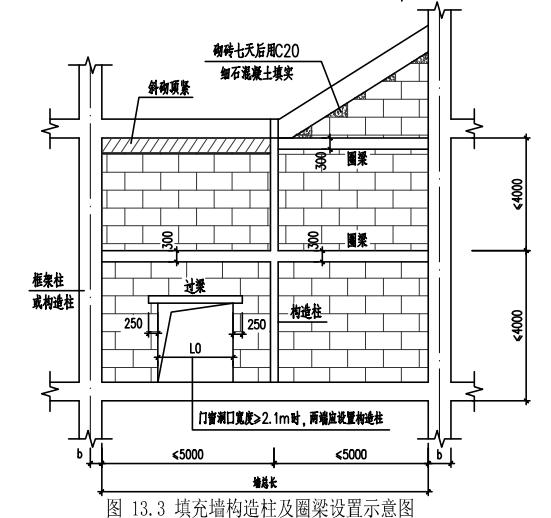 砌砖七天后用C20
细石混凝土填实
斜砌顶紧
300
圈梁
≤4000
300
300
圈梁
框架柱
或构造柱
过梁
250
250
构造柱
≤4000
L0
门窗洞口宽度≥2.1m时，两端应设置构造柱
b
≤5000
≤5000
b
墙总长
图 13.3 填充墙构造柱及圈梁设置示意图